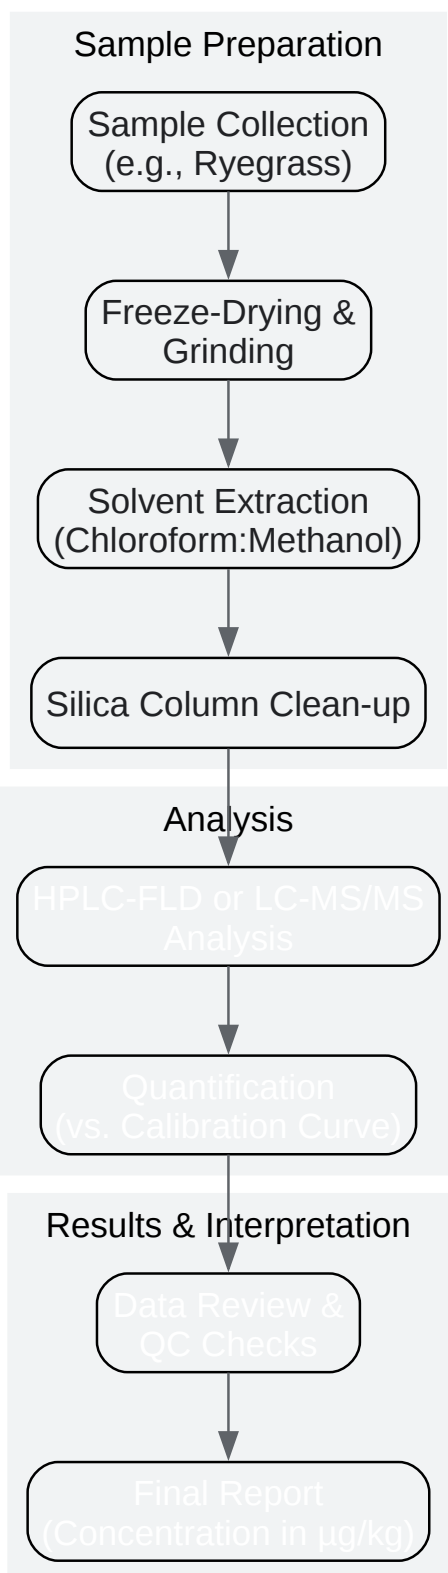 Sample Preparation
Sample Collection
(e.g., Ryegrass)
Freeze-Drying &
Grinding
Solvent Extraction
(Chloroform:Methanol)
Silica Column Clean-up
Analysis
HPLC-FLD or LC-MS/MS
Analysis
Quantification
(vs. Calibration Curve)
Results & Interpretation
Data Review &
QC Checks
Final Report
(Concentration in µg/kg)